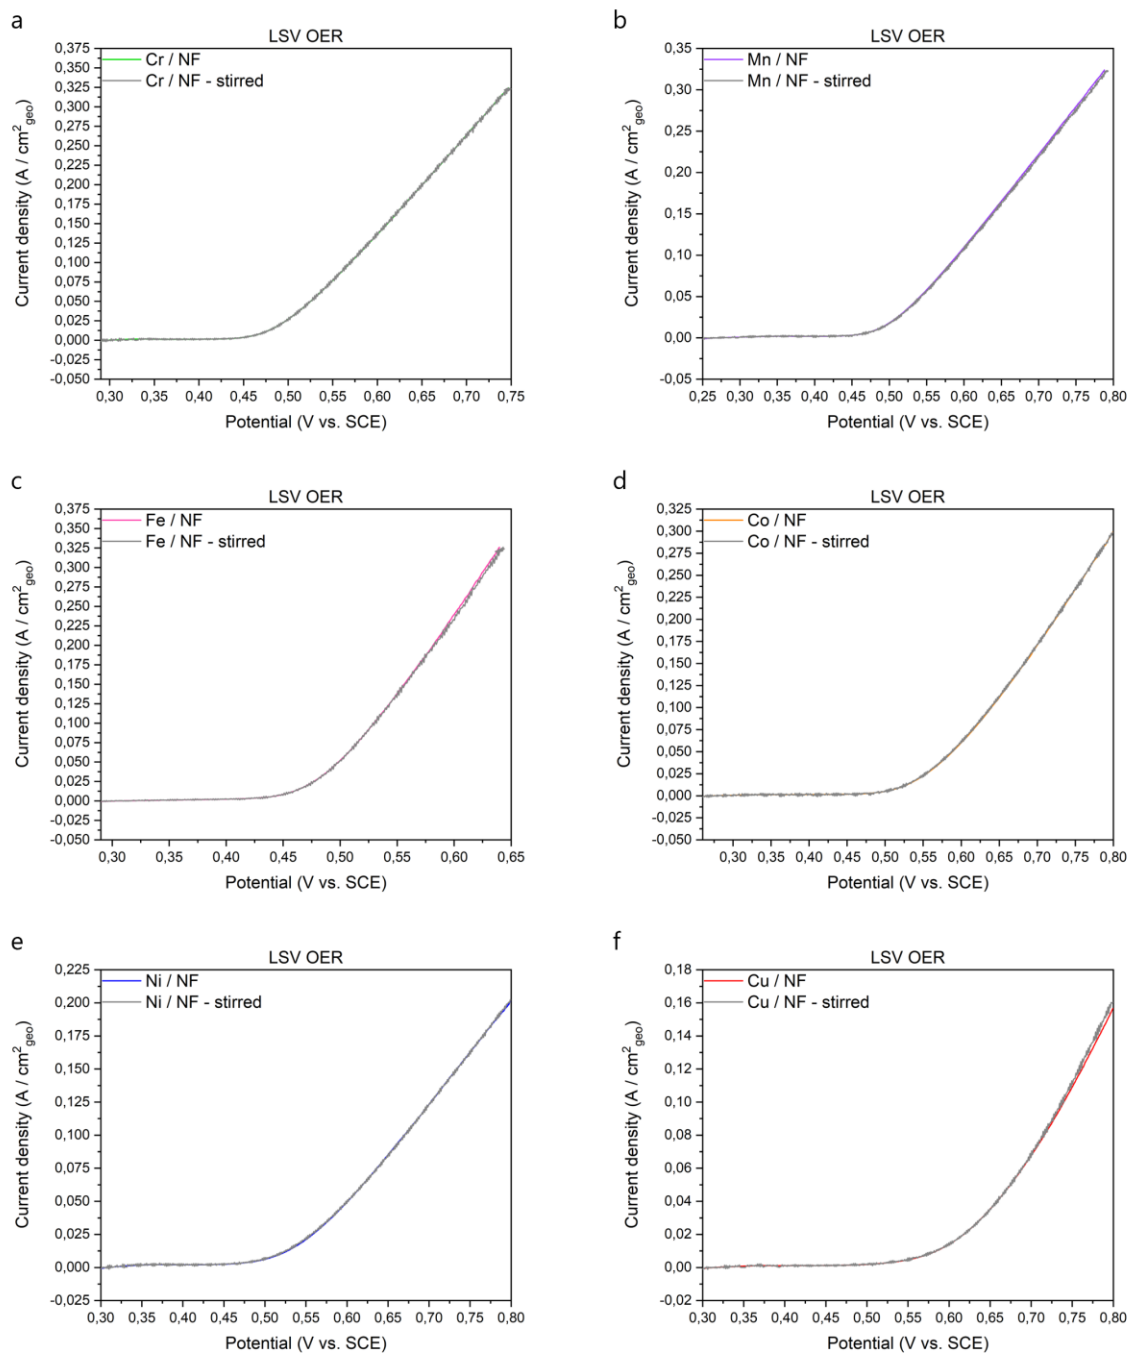 a
LSV OER
Cr / NF
Cr / NF - stirred
0,375
0,350
0,325
0,300
0,275
0,250
0,225
0,200
0,175
0,150
0,125
0,100
0,075
0,050
0,025
0,000
-0,025
-0,050
Current density (A / cm²geo)
0,30 0,35 0,40 0,45 0,50 0,55 0,60 0,65 0,70 0,75
Potential (V vs. SCE)
b
LSV OER
Mn / NF
Mn / NF - stirred
0,35
0,30
0,25
0,20
0,15
0,10
0,05
0,00
-0,05
Current density (A / cm²geo)
0,25 0,30 0,35 0,40 0,45 0,50 0,55 0,60 0,65 0,70 0,75 0,80
Potential (V vs. SCE)
c
LSV OER
Fe / NF
Fe / NF - stirred
0,375
0,350
0,325
0,300
0,275
0,250
0,225
0,200
0,175
0,150
0,125
0,100
0,075
0,050
0,025
0,000
-0,025
-0,050
Current density (A / cm²geo)
0,30 0,35 0,40 0,45 0,50 0,55 0,60 0,65
Potential (V vs. SCE)
d
LSV OER
Co / NF
Co / NF - stirred
0,325
0,300
0,275
0,250
0,225
0,200
0,175
0,150
0,125
0,100
0,075
0,050
0,025
0,000
-0,025
-0,050
Current density (A / cm²geo)
0,30 0,35 0,40 0,45 0,50 0,55 0,60 0,65 0,70 0,75 0,80
Potential (V vs. SCE)
e
LSV OER
Ni / NF
Ni / NF - stirred
0,225
0,200
0,175
0,150
0,125
0,100
0,075
0,050
0,025
0,000
-0,025
Current density (A / cm²geo)
0,30 0,35 0,40 0,45 0,50 0,55 0,60 0,65 0,70 0,75 0,80
Potential (V vs. SCE)
f
LSV OER
Cu / NF
Cu / NF - stirred
0,18
0,16
0,14
0,12
0,10
0,08
0,06
0,04
0,02
0,00
-0,02
Current density (A / cm²geo)
0,30 0,35 0,40 0,45 0,50 0,55 0,60 0,65 0,70 0,75 0,80
Potential (V vs. SCE)